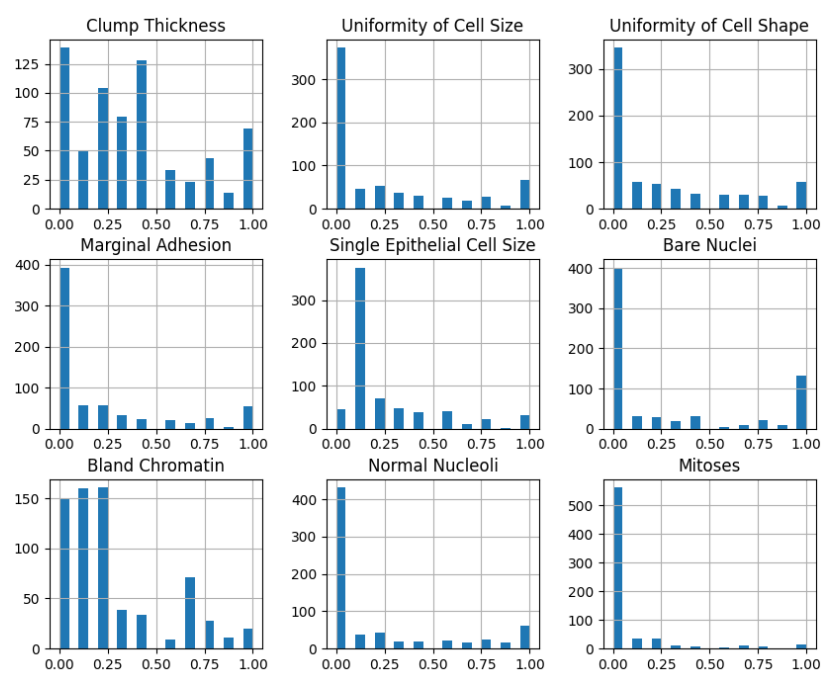 Clump Thickness
Uniformity of Cell Size
Uniformity of Cell Shape
125
100
75
50
25
0
0.00 0.25 0.50 0.75 1.00
300
200
100
0
0.00 0.25 0.50 0.75 1.00
300
200
100
0
0.00 0.25 0.50 0.75 1.00
Marginal Adhesion
Single Epithelial Cell Size
Bare Nuclei
400
300
200
100
0
0.00 0.25 0.50 0.75 1.00
300
200
100
0
0.00 0.25 0.50 0.75 1.00
400
300
200
100
0
0.00 0.25 0.50 0.75 1.00
Bland Chromatin
Normal Nucleoli
Mitoses
150
100
50
0
0.00 0.25 0.50 0.75 1.00
400
300
200
100
0
0.00 0.25 0.50 0.75 1.00
500
400
300
200
100
0
0.00 0.25 0.50 0.75 1.00